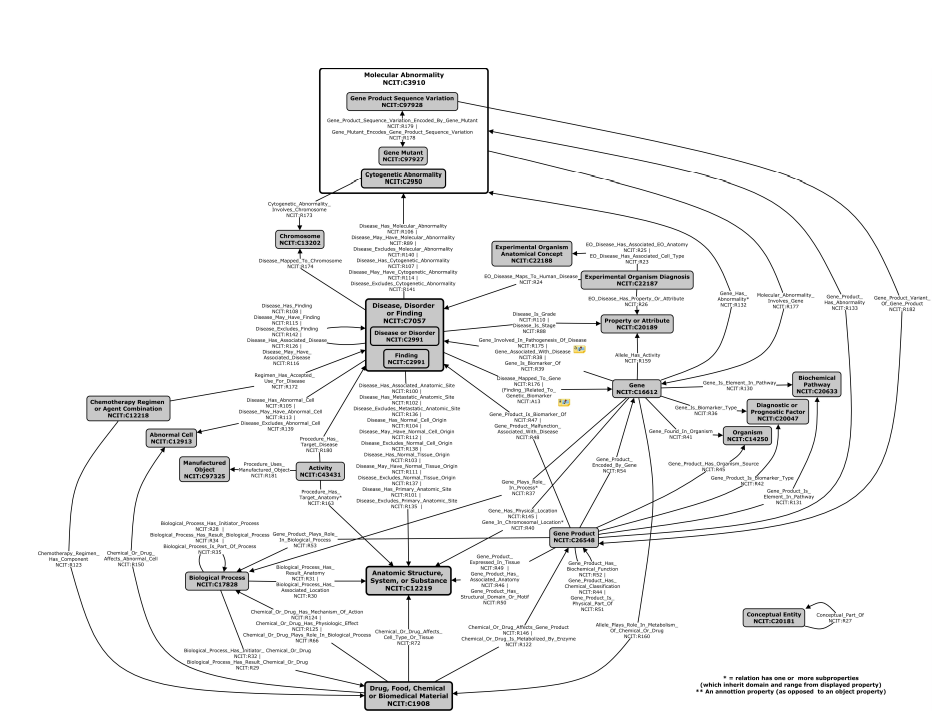 Molecular Abnormality
NCIT:C3910
Gene Product Sequence Variation
NCIT:C97928
Gene_Product_Sequence_Variation_Encoded_By_Gene_Mutant
NCIT:R179 |
Gene_Mutant_Encodes_Gene_Product_Sequence_Variation
NCIT:R178
Gene Mutant
NCIT:C97927
Cytogenetic Abnormality
NCIT:C2950
Cytogenetic_Abnormality_
Involves_Chromosome
NCIT:R173
Chromosome
NCIT:C13202
Disease_Mapped_To_Chromosome
NCIT:R174
Disease_Has_Molecular_Abnormality
NCIT:R106 |
Disease_May_Have_Molecular_Abnormality
NCIT:R89 |
Disease_Excludes_Molecular_Abnormality
NCIT:R140 |
Disease_Has_Cytogenetic_Abnormality
NCIT:R107 |
Disease_May_Have_Cytogenetic_Abnormality
NCIT:R114 |
Disease_Excludes_Cytogenetic_Abnormality
NCIT:R141
Experimental Organism
Anatomical Concept
NCIT:C22188
EO_Disease_Has_Associated_EO_Anatomy
NCIT:R25 |
EO_Disease_Has_Associated_Cell_Type
NCIT:R23
EO_Disease_Maps_To_Human_Disease
NCIT:R24
Experimental Organism Diagnosis
NCIT:C22187
EO_Disease_Has_Property_Or_Attribute
NCIT:R26
Gene_Has_
Abnormality*
NCIT:R132
Molecular_Abnormality_
Involves_Gene
NCIT:R177
Gene_Product_
Has_Abnormality
NCIT:R133
Gene_Product_Variant_
Of_Gene_Product
NCIT:R182
Disease, Disorder
or Finding
NCIT:C7057
Disease or Disorder
NCIT:C2991
Finding
NCIT:C2991
Disease_Has_Finding
NCIT:R108 |
Disease_May_Have_Finding
NCIT:R115 |
Disease_Excludes_Finding
NCIT:R142 |
Disease_Has_Associated_Disease
NCIT:R126 |
Disease_May_Have_
Associated_Disease
NCIT:R116
Disease_Is_Grade
NCIT:R110 |
Disease_Is_Stage
NCIT:R88
Property or Attribute
NCIT:C20189
Gene_Involved_In_Pathogenesis_Of_Disease
NCIT:R175 |
Gene_Associated_With_Disease
NCIT:R38 |
Gene_Is_Biomarker_Of
NCIT:R39
Allele_Has_Activity
NCIT:R159
Regimen_Has_Accepted_
Use_For_Disease
NCIT:R172
Disease_Mapped_To_Gene
NCIT:R176 |
(Finding_)Related_To_
Genetic_Biomarker
NCIT:A13
Gene
NCIT:C16612
Gene_Is_Element_In_Pathway
NCIT:R130
Biochemical
Pathway
NCIT:C20633
Chemotherapy Regimen
or Agent Combination
NCIT:C12218
Disease_Has_Abnormal_Cell
NCIT:R105 |
Disease_May_Have_Abnormal_Cell
NCIT:R113 |
Disease_Excludes_Abnormal_Cell
NCIT:R139
Disease_Has_Associated_Anatomic_Site
NCIT:R100 |
Disease_Has_Metastatic_Anatomic_Site
NCIT:R102 |
Disease_Excludes_Metastatic_Anatomic_Site
NCIT:R136 |
Disease_Has_Normal_Cell_Origin
NCIT:R104 |
Disease_May_Have_Normal_Cell_Origin
NCIT:R112 |
Disease_Excludes_Normal_Cell_Origin
NCIT:R138 |
Disease_Has_Normal_Tissue_Origin
NCIT:R103 |
Disease_May_Have_Normal_Tissue_Origin
NCIT:R111 |
Disease_Excludes_Normal_Tissue_Origin
NCIT:R137 |
Disease_Has_Primary_Anatomic_Site
NCIT:R101 |
Disease_Excludes_Primary_Anatomic_Site
NCIT:R135
Gene_Product_Is_Biomarker_Of
NCIT:R47 |
Gene_Product_Malfunction_
Associated_With_Disease
NCIT:R48
Gene_Is_Biomarker_Type
NCIT:R36
Diagnostic or
Prognostic Factor
NCIT:C20047
Gene_Found_In_Organism
NCIT:R41
Organism
NCIT:C14250
Abnormal Cell
NCIT:C12913
Procedure_Has_
Target_Disease
NCIT:R180
Manufactured
Object
NCIT:C97325
Procedure_Uses_
Manufactured_Object
NCIT:R181
Activity
NCIT:C43431
Procedure_Has_
Target_Anatomy*
NCIT:R163
Gene_Product_
Encoded_By_Gene
NCIT:R54
Gene_Product_Has_Organism_Source
NCIT:R45
Gene_Product_Is_Biomarker_Type
NCIT:R42
Gene_Product_Is_
Element_In_Pathway
NCIT:R131
Gene_Plays_Role_
In_Process*
NCIT:R37
Gene_Has_Physical_Location
NCIT:R145 |
Gene_In_Chromosomal_Location*
NCIT:R40
Biological_Process_Has_Initiator_Process
NCIT:R28 |
Biological_Process_Has_Result_Biological_Process
NCIT:R34 |
Biological_Process_Is_Part_Of_Process
NCIT:R35
Gene_Product_Plays_Role_
In_Biological_Process
NCIT:R53
Gene Product
NCIT:C26548
Chemotherapy_Regimen_
Has_Component
NCIT:R123
Chemical_Or_Drug_
Affects_Abnormal_Cell
NCIT:R150
Biological Process
NCIT:C17828
Biological_Process_Has_
Result_Anatomy
NCIT:R31 |
Biological_Process_Has_
Associated_Location
NCIT:R30
Anatomic Structure,
System, or Substance
NCIT:C12219
Gene_Product_
Expressed_In_Tissue
NCIT:R49 |
Gene_Product_Has_
Associated_Anatomy
NCIT:R46 |
Gene_Product_Has_
Structural_Domain_Or_Motif
NCIT:R50
Gene_Product_Has_
Biochemical_Function
NCIT:R52 |
Gene_Product_Has_
Chemical_Classification
NCIT:R44 |
Gene_Product_Is_
Physical_Part_Of
NCIT:R51
Chemical_Or_Drug_Has_Mechanism_Of_Action
NCIT:R124 |
Chemical_Or_Drug_Has_Physiologic_Effect
NCIT:R125 |
Chemical_Or_Drug_Plays_Role_In_Biological_Process
NCIT:R66
Chemical_Or_Drug_Affects_
Cell_Type_Or_Tissue
NCIT:R72
Chemical_Or_Drug_Affects_Gene_Product
NCIT:R146 |
Chemical_Or_Drug_Is_Metabolized_By_Enzyme
NCIT:R122
Allele_Plays_Role_In_Metabolism_
Of_Chemical_Or_Drug
NCIT:R160
Conceptual Entity
NCIT:C20181
Conceptual_Part_Of
NCIT:R27
Biological_Process_Has_Initiator_Chemical_Or_Drug
NCIT:R32 |
Biological_Process_Has_Result_Chemical_Or_Drug
NCIT:R29
Drug, Food, Chemical
or Biomedical Material
NCIT:C1908
* = relation has one or more subproperties
(which inherit domain and range from displayed property)
** An annottion property (as opposed to an object property)